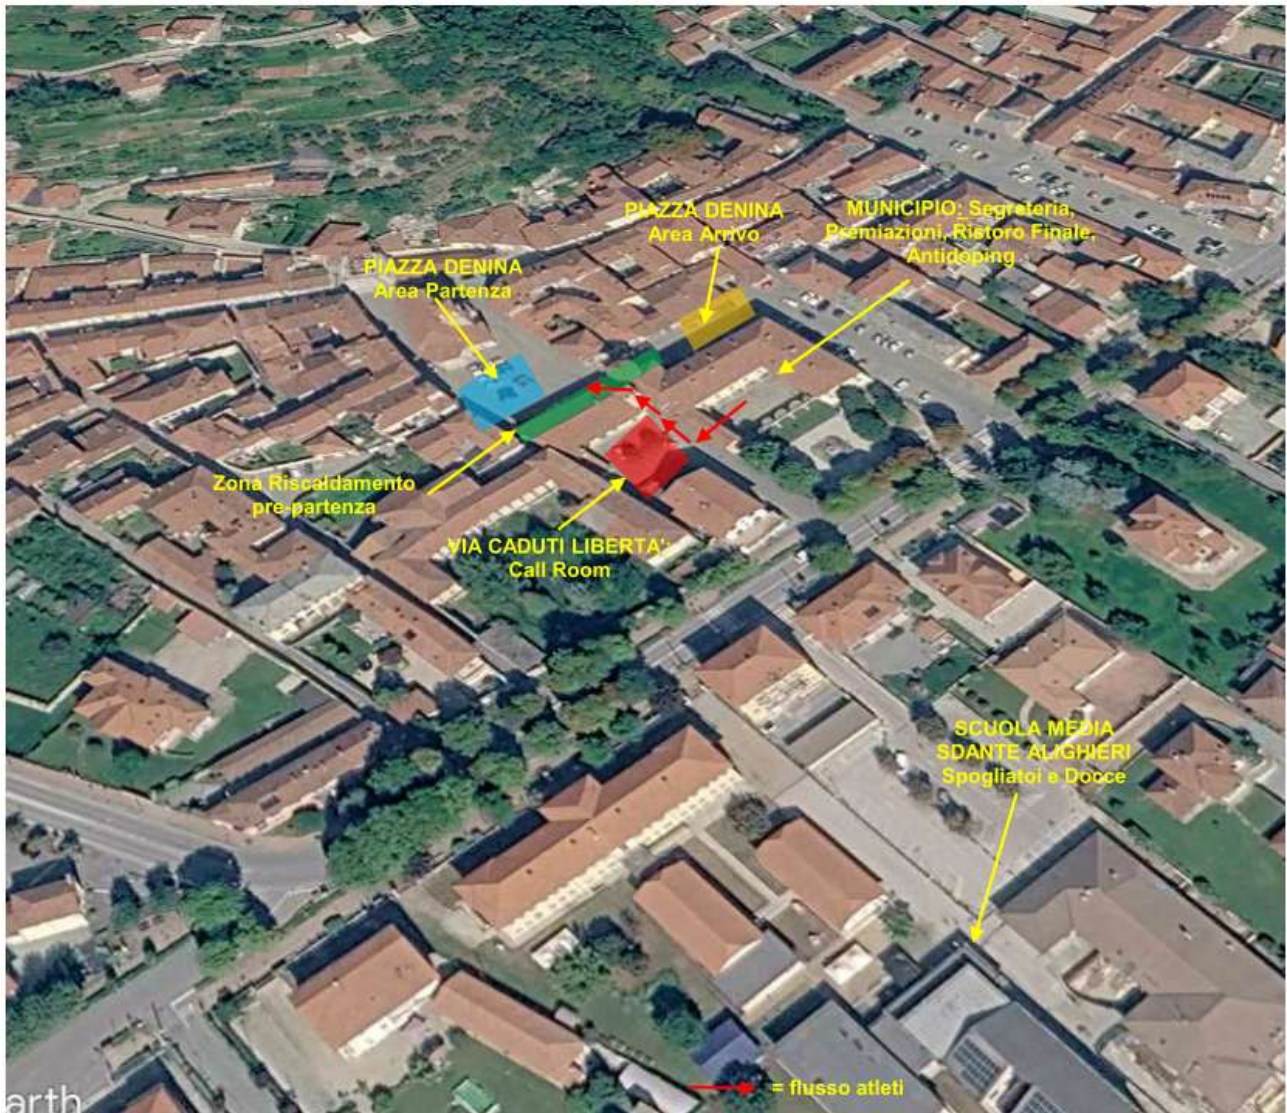 PIAZZA DENINA
Area Arrivo
MUNICIPIO: Segreteria,
Premiazioni, Ristoro Finale,
Antidoping
PIAZZA DENINA
Area Partenza
Zona Riscaldamento
pre-partenza
VIA CADUTI LIBERTA':
Call Room
SCUOLA MEDIA
SDANTE ALIGHIERI
Spogliatoi e Docce
= flusso atleti
arth